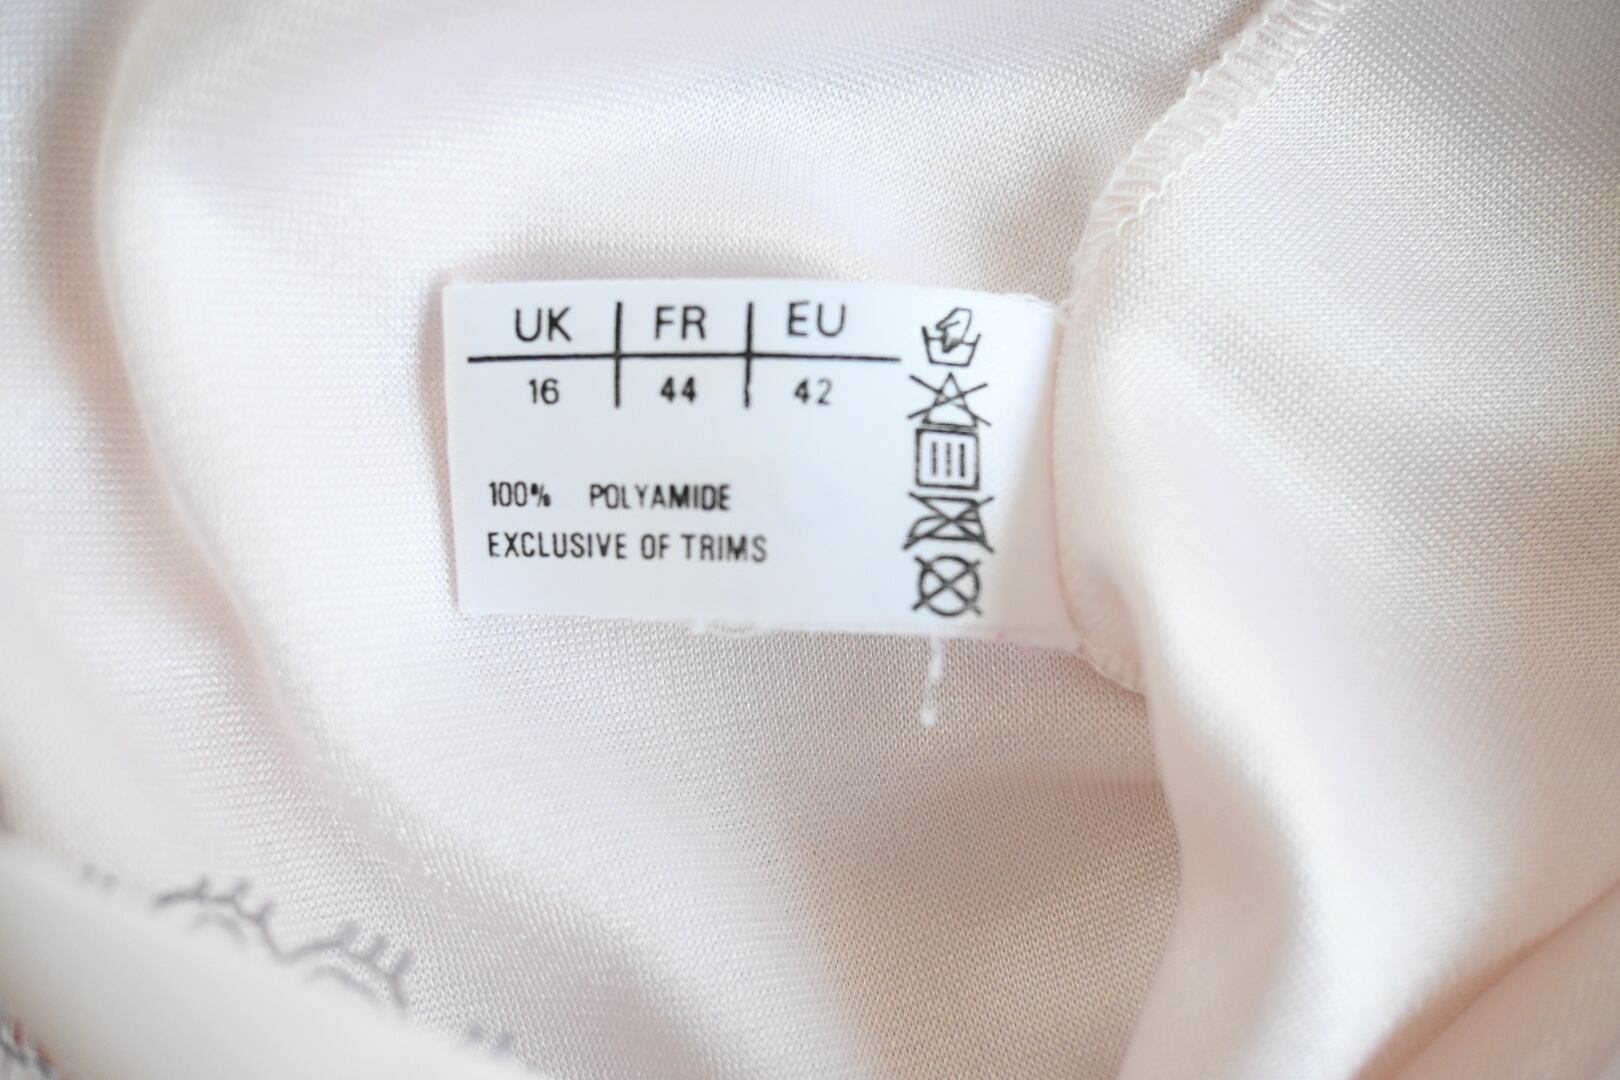 UK | FR | EU
16 | 44 | 42
100% POLYAMIDE
EXCLUSIVE OF TRIMS